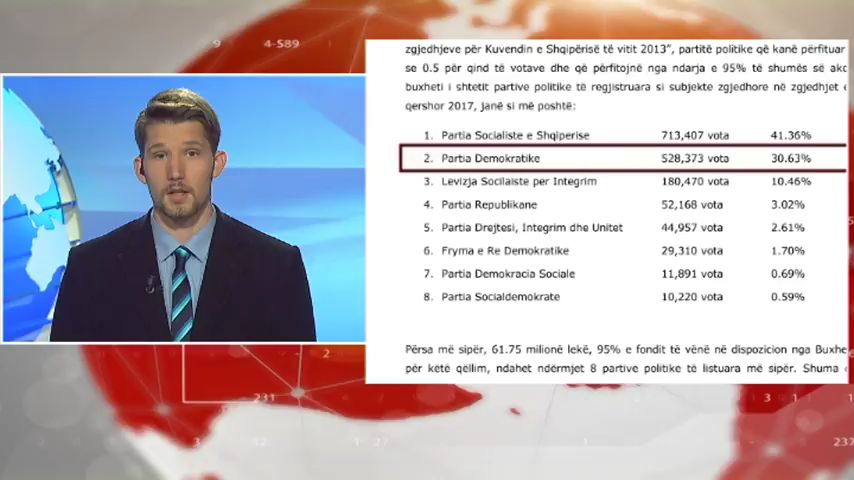 9 4-589
zgjedhjeve për Kuvendin e Shqipërisë të vitit 2013", partitë politike që kanë përfituar
se 0.5 për qind të votave dhe që përfitojnë nga ndarja e 95% të shumës së
buxheti i shtetit partive politike të regjistruara si subjekte zgjedhore në zgjedhjet
qershor 2017, janë si më poshtë:
1. Partia Socialiste e Shqiperise 713,407 vota 41.36%
2. Partia Demokratike 528,373 vota 30.63%
3. Levizja Socilaiste per Integrim 180,470 vota 10.46%
4. Partia Republikane 52,168 vota 3.02%
5. Partia Drejtesi, Integrim dhe Unitet 44,957 vota 2.61%
6. Fryma e Re Demokratike 29,310 vota 1.70%
7. Partia Demokracia Sociale 11,891 vota 0.69%
8. Partia Socialdemokrate 10,220 vota 0.59%
Përsa më sipër, 61.75 milionë lekë, 95% e fondit të vënë në dispozicion nga
për këtë qëllim, ndahet ndërmjet 8 partive politike të listuara më sipër. Shuma
2
231 3 1
12 1 27 237